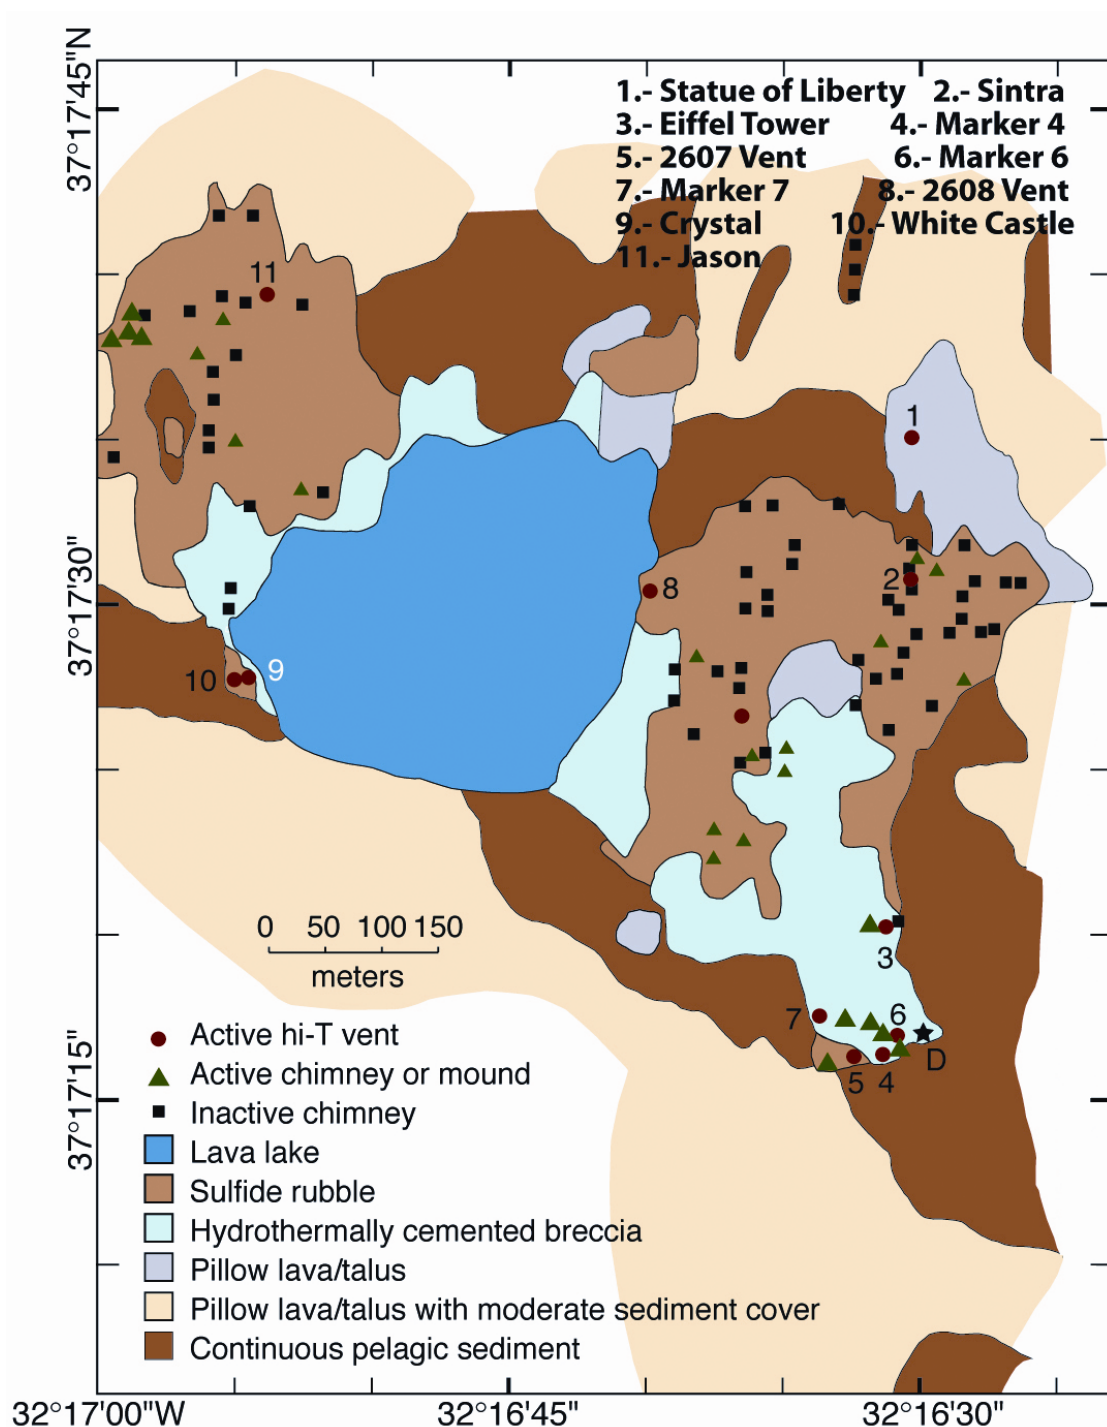 37°17'45"N
1.- Statue of Liberty 2.- Sintra
3.- Eiffel Tower 4.- Marker 4
5.- 2607 Vent 6.- Marker 6
7.- Marker 7 8.- 2608 Vent
9.- Crystal 10.- White Castle
11.- Jason
11
1
37°17'30"
2
8
9
10
0 50 100 150
meters
3
7
6
D
5 4
37°17'15"
Active hi-T vent
Active chimney or mound
Inactive chimney
Lava lake
Sulfide rubble
Hydrothermally cemented breccia
Pillow lava/talus
Pillow lava/talus with moderate sediment cover
Continuous pelagic sediment
32°17'00"W 32°16'45" 32°16'30"